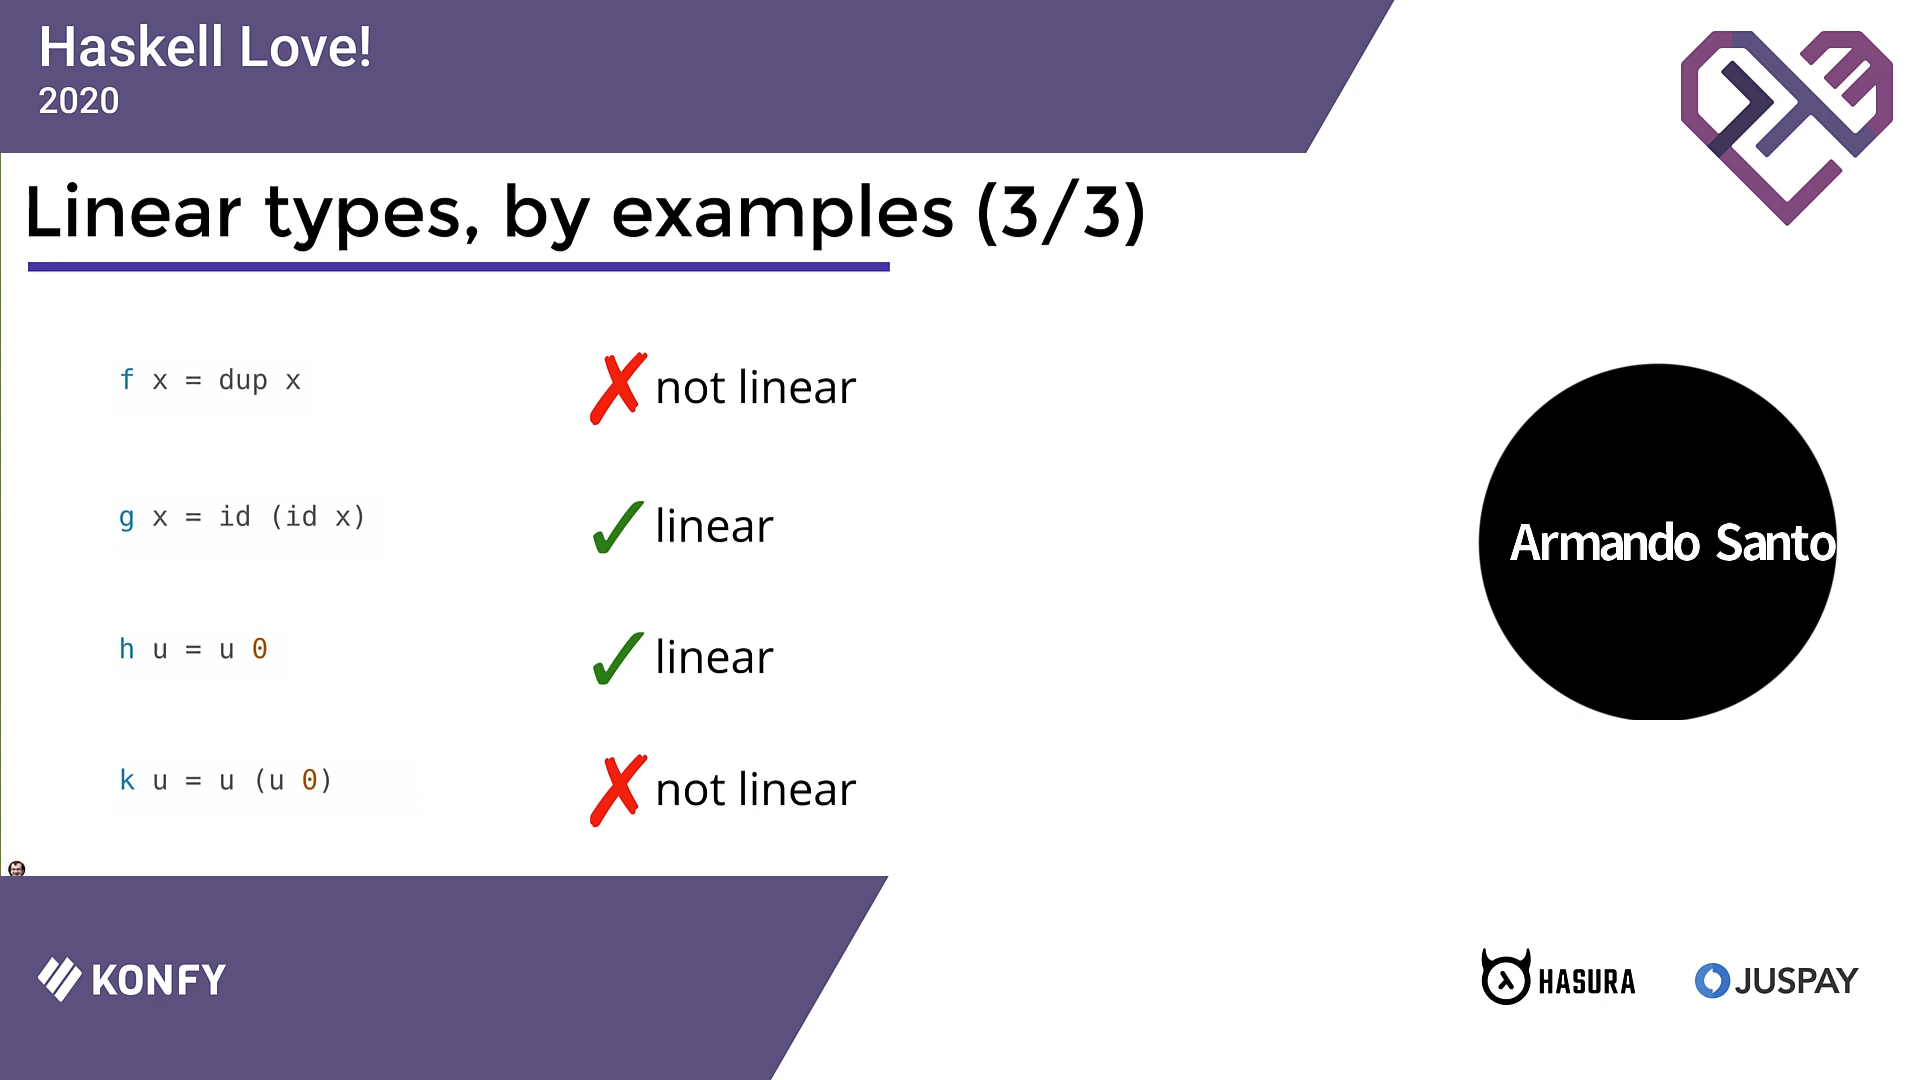 Haskell Love!
2020
Linear types, by examples (3/3)
f x = dup x
✗ not linear
g x = id (id x)
✓ linear
h u = u 0
✓ linear
k u = u (u 0)
✗ not linear
Armando Santo
KONFY
HASURA
JUSPAY